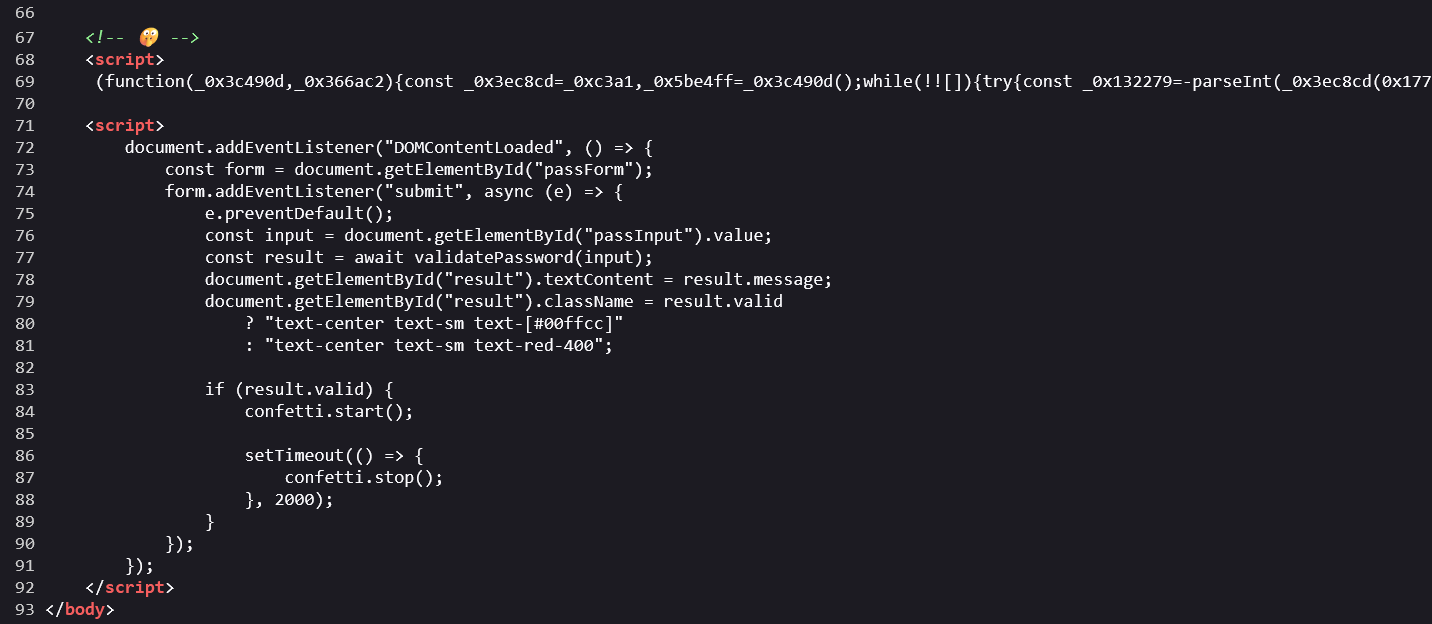 66
67 <!-- 🤫 -->
68 <script>
69 (function(_0x3c490d,_0x366ac2){const _0x3ec8cd=_0xc3a1,_0x5be4ff=_0x3c490d();while(!![]){try{const _0x132279=-parseInt(_0x3ec8cd(0x177
70
71 <script>
72 document.addEventListener("DOMContentLoaded", () => {
73 const form = document.getElementById("passForm");
74 form.addEventListener("submit", async (e) => {
75 e.preventDefault();
76 const input = document.getElementById("passInput").value;
77 const result = await validatePassword(input);
78 document.getElementById("result").textContent = result.message;
79 document.getElementById("result").className = result.valid
80 ? "text-center text-sm text-[#00ffcc]"
81 : "text-center text-sm text-red-400";
82
83 if (result.valid) {
84 confetti.start();
85
86 setTimeout(() => {
87 confetti.stop();
88 }, 2000);
89 }
90 });
91 });
92 </script>
93 </body>